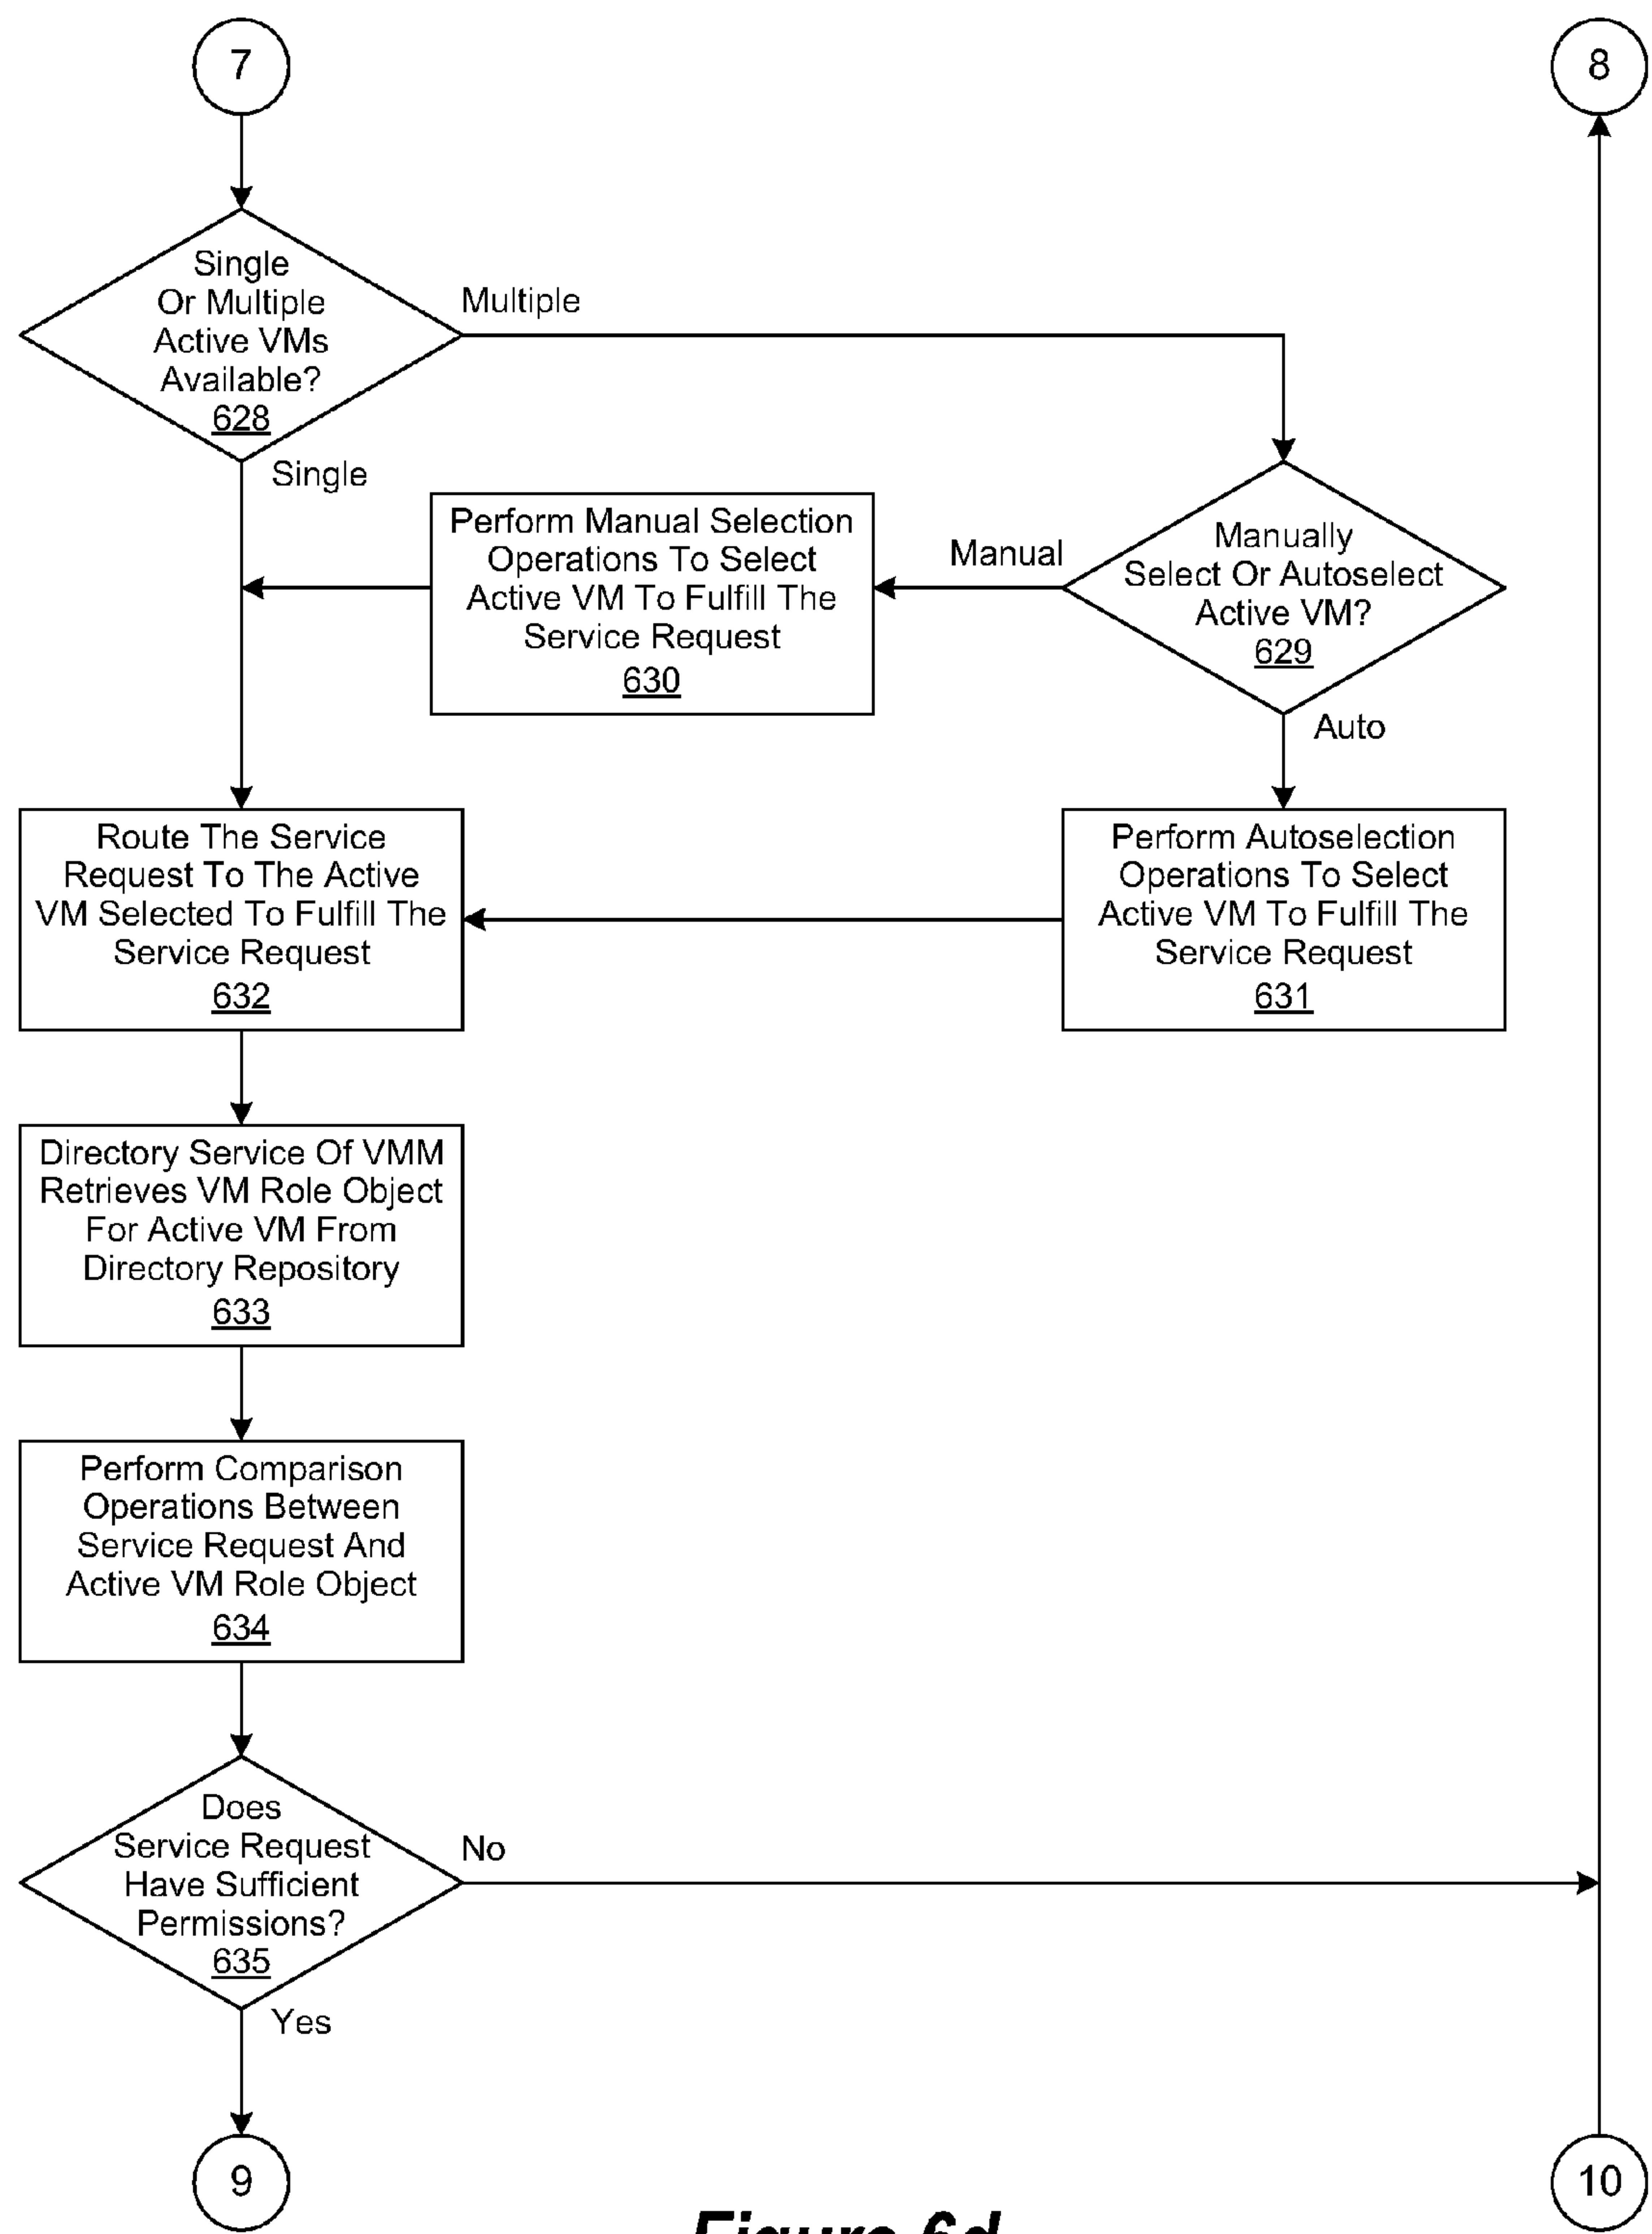 7
8
Single
Or Multiple
Active VMs
Available?
628
Multiple
Single
Perform Manual Selection
Operations To Select
Active VM To Fulfill The
Service Request
630
Manual
Manually
Select Or Autoselect
Active VM?
629
Auto
Route The Service
Request To The Active
VM Selected To Fulfill The
Service Request
632
Perform Autoselection
Operations To Select
Active VM To Fulfill The
Service Request
631
Directory Service Of VMM
Retrieves VM Role Object
For Active VM From
Directory Repository
633
Perform Comparison
Operations Between
Service Request And
Active VM Role Object
634
Does
Service Request
Have Sufficient
Permissions?
635
No
Yes
9
10
Figure 6d